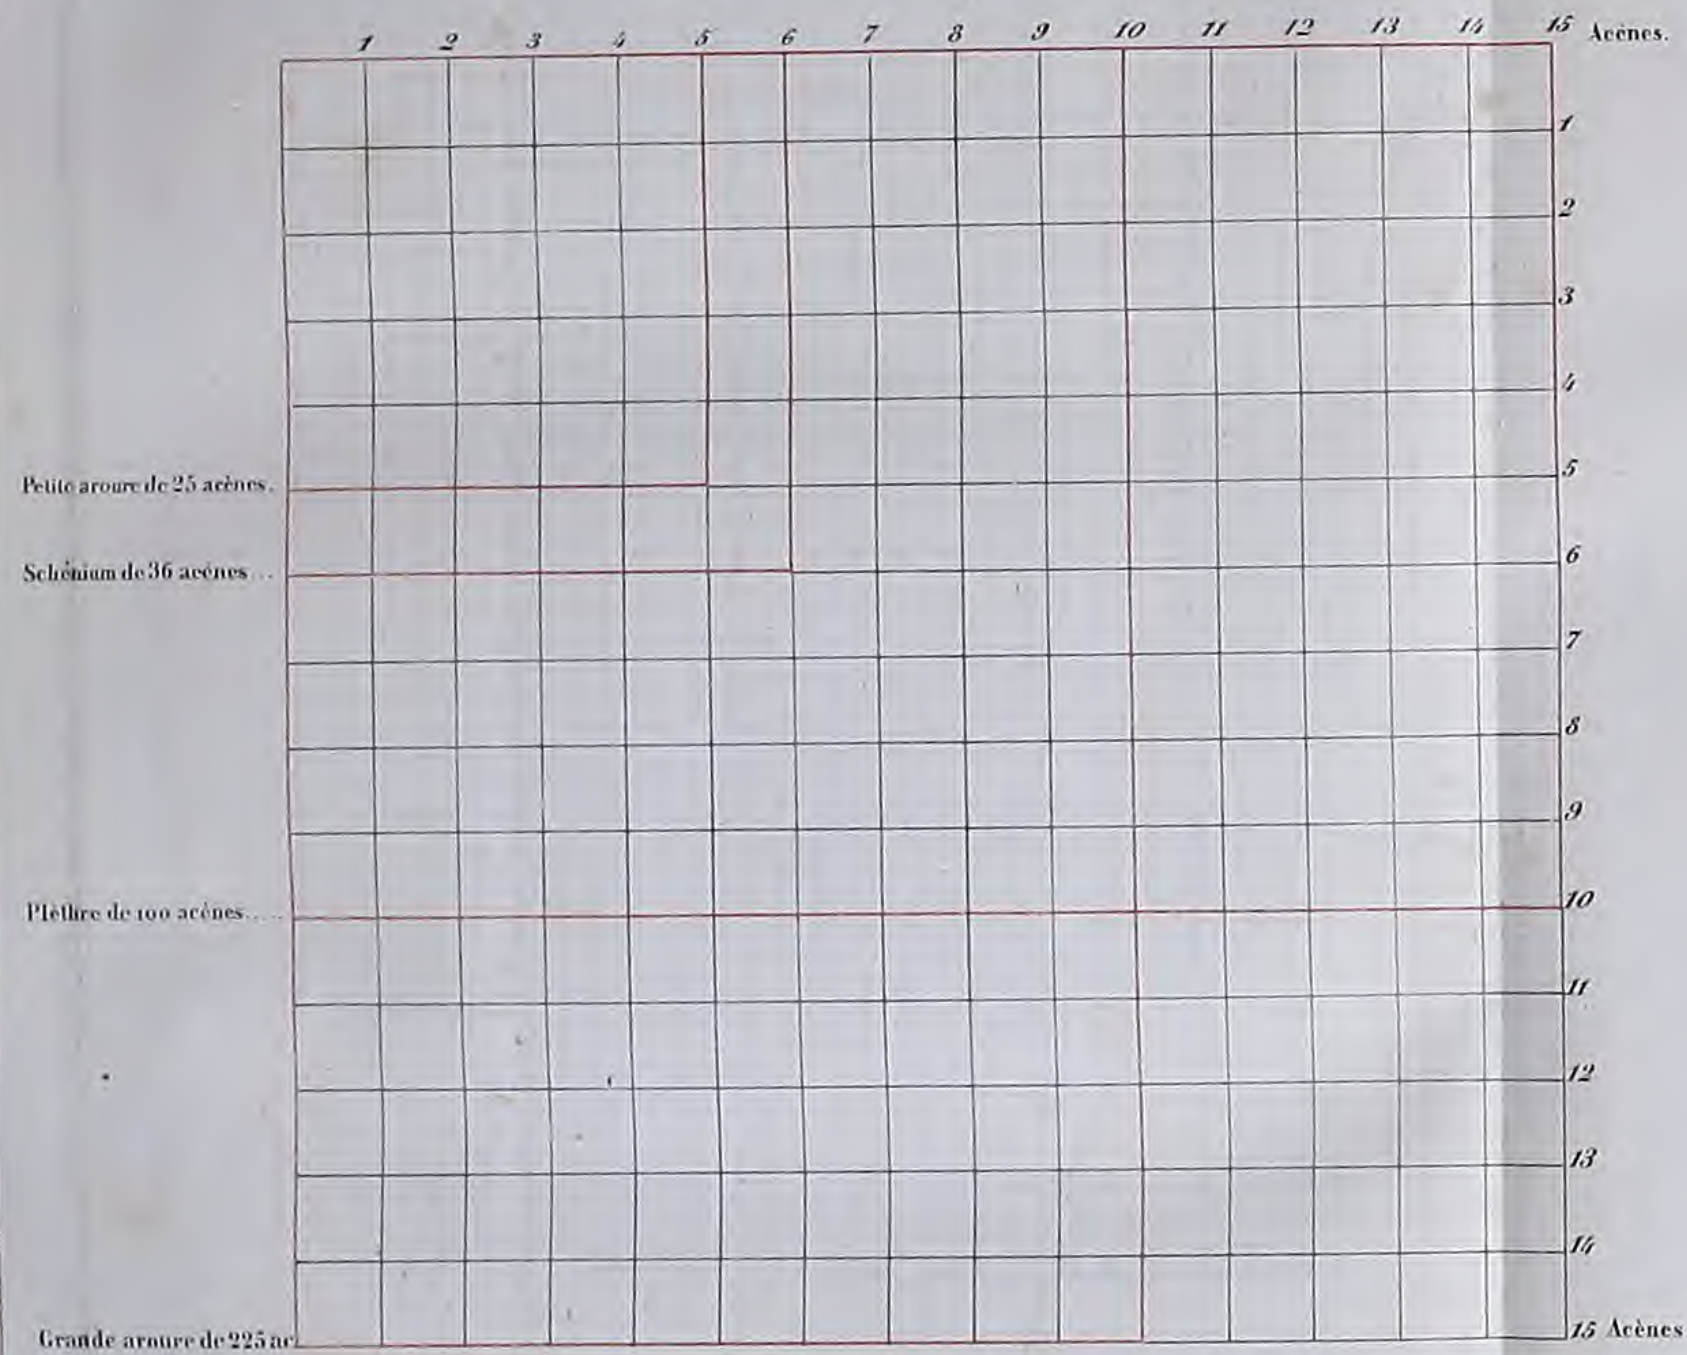 1 2 3 4 5 6 7 8 9 10 11 12 13 14 15 Acènes.
1
2
3
4
Petite aroure de 25 acènes. 5
Schénium de 36 acènes... 6
7
8
9
Plèthre de 100 acènes..... 10
11
12
13
14
Grande aroure de 225 ac 15 Acènes